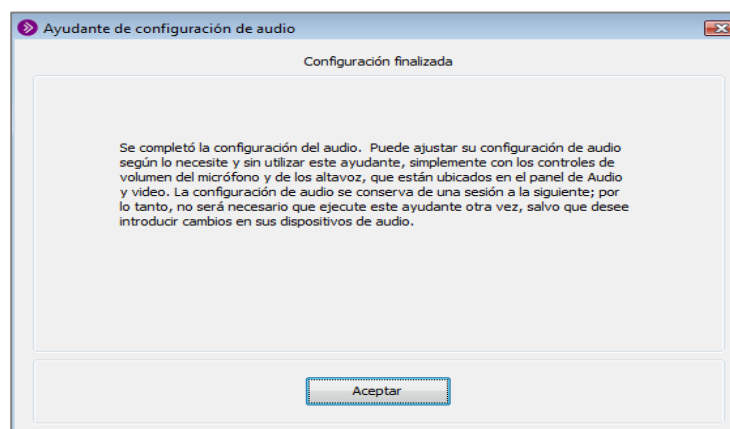 Ayudante de configuración de audio
Configuración finalizada
Se completó la configuración del audio. Puede ajustar su configuración de audio
según lo necesite y sin utilizar este ayudante, simplemente con los controles de
volumen del micrófono y de los altavoz, que están ubicados en el panel de Audio
y video. La configuración de audio se conserva de una sesión a la siguiente; por
lo tanto, no será necesario que ejecute este ayudante otra vez, salvo que desee
introducir cambios en sus dispositivos de audio.
Aceptar